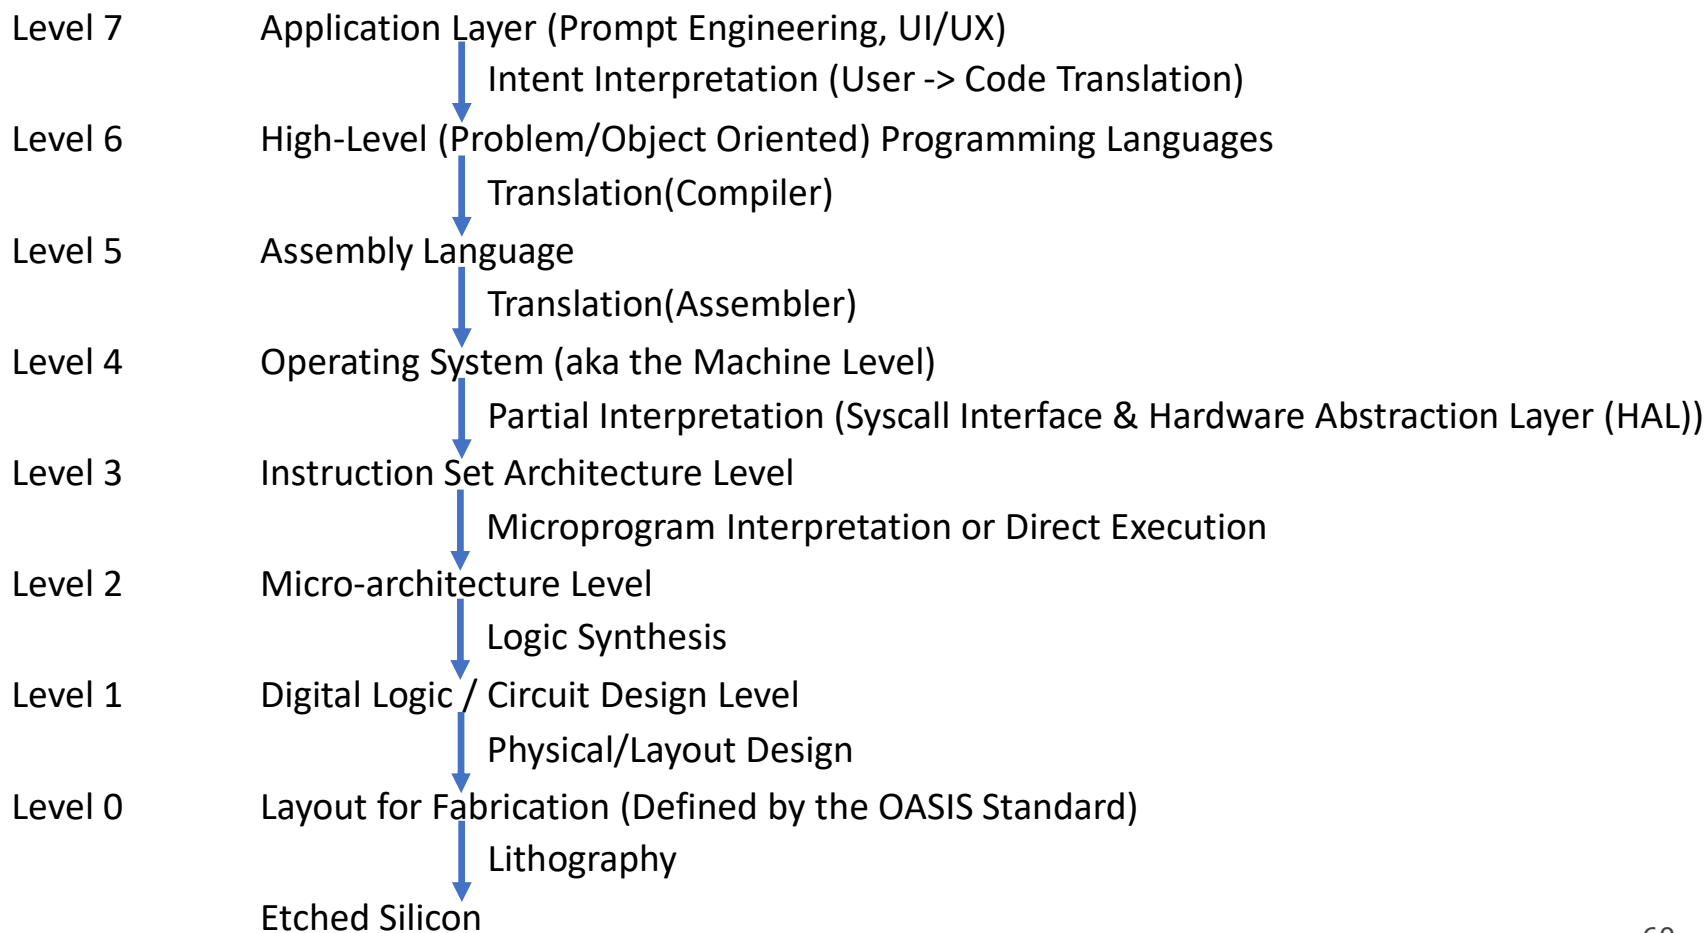 Level 7 Application Layer (Prompt Engineering, UI/UX)
Intent Interpretation (User -> Code Translation)
Level 6 High-Level (Problem/Object Oriented) Programming Languages
Translation(Compiler)
Level 5 Assembly Language
Translation(Assembler)
Level 4 Operating System (aka the Machine Level)
Partial Interpretation (Syscall Interface & Hardware Abstraction Layer (HAL))
Level 3 Instruction Set Architecture Level
Microprogram Interpretation or Direct Execution
Level 2 Micro-architecture Level
Logic Synthesis
Level 1 Digital Logic / Circuit Design Level
Physical/Layout Design
Level 0 Layout for Fabrication (Defined by the OASIS Standard)
Lithography
Etched Silicon